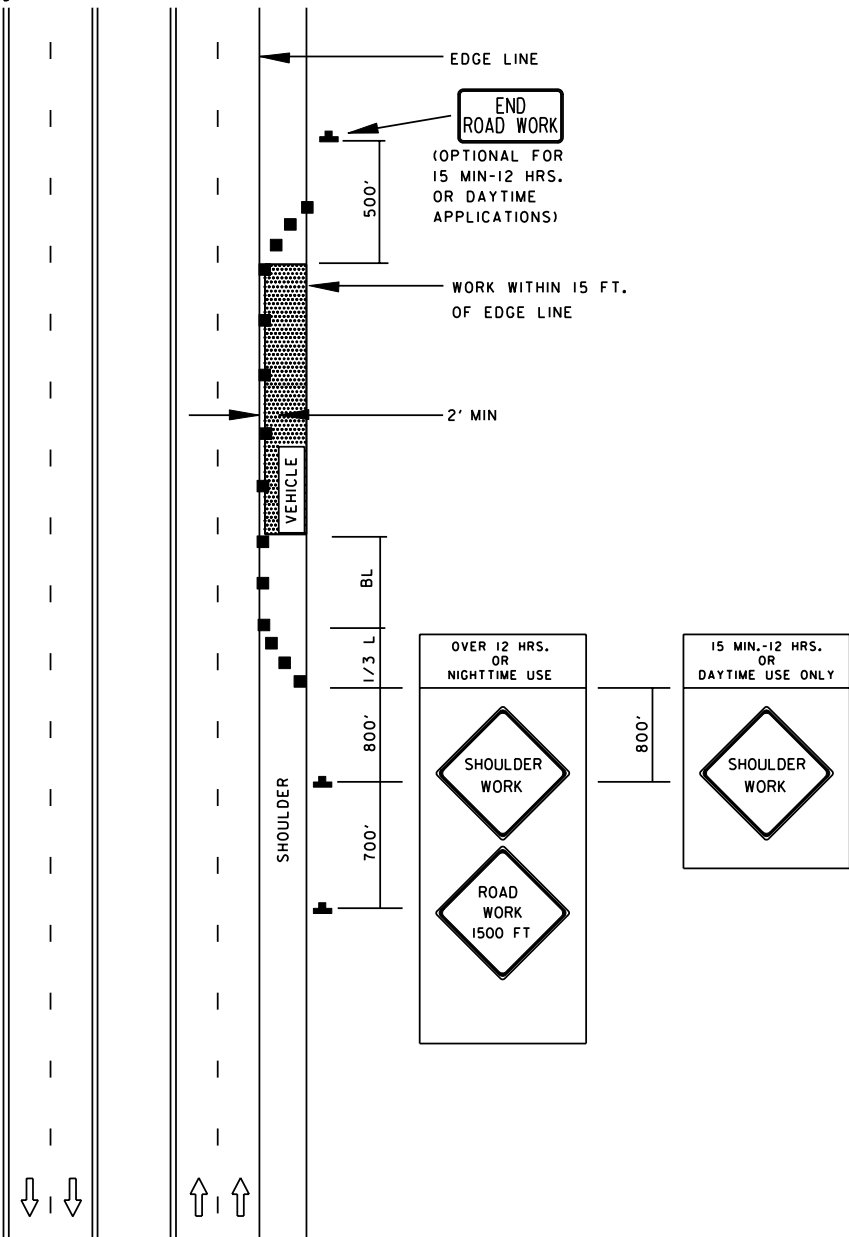 EDGE LINE
END
ROAD WORK
(OPTIONAL FOR
15 MIN-12 HRS.
OR DAYTIME
APPLICATIONS)
500'
WORK WITHIN 15 FT.
OF EDGE LINE
2' MIN
VEHICLE
BL
1/3 L
800'
700'
SHOULDER
OVER 12 HRS.
OR
NIGHTTIME USE
SHOULDER
WORK
ROAD
WORK
1500 FT
800'
15 MIN.-12 HRS.
OR
DAYTIME USE ONLY
SHOULDER
WORK